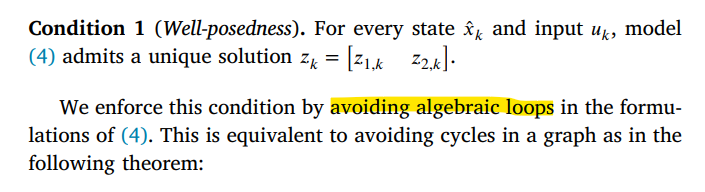 Condition 1 (Well-posedness). For every state x̂ₖ and input uₖ, model
(4) admits a unique solution zₖ = [z₁,ₖ z₂,ₖ].
We enforce this condition by avoiding algebraic loops in the formu-
lations of (4). This is equivalent to avoiding cycles in a graph as in the
following theorem: